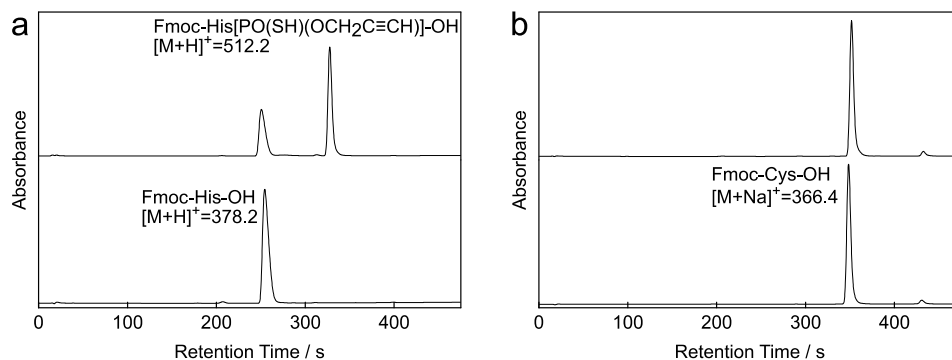 a
Fmoc-His[PO(SH)(OCH2C≡CH)]-OH
[M+H]+=512.2
Fmoc-His-OH
[M+H]+=378.2
Absorbance
0 100 200 300 400
Retention Time / s
b
Fmoc-Cys-OH
[M+Na]+=366.4
Absorbance
0 100 200 300 400
Retention Time / s